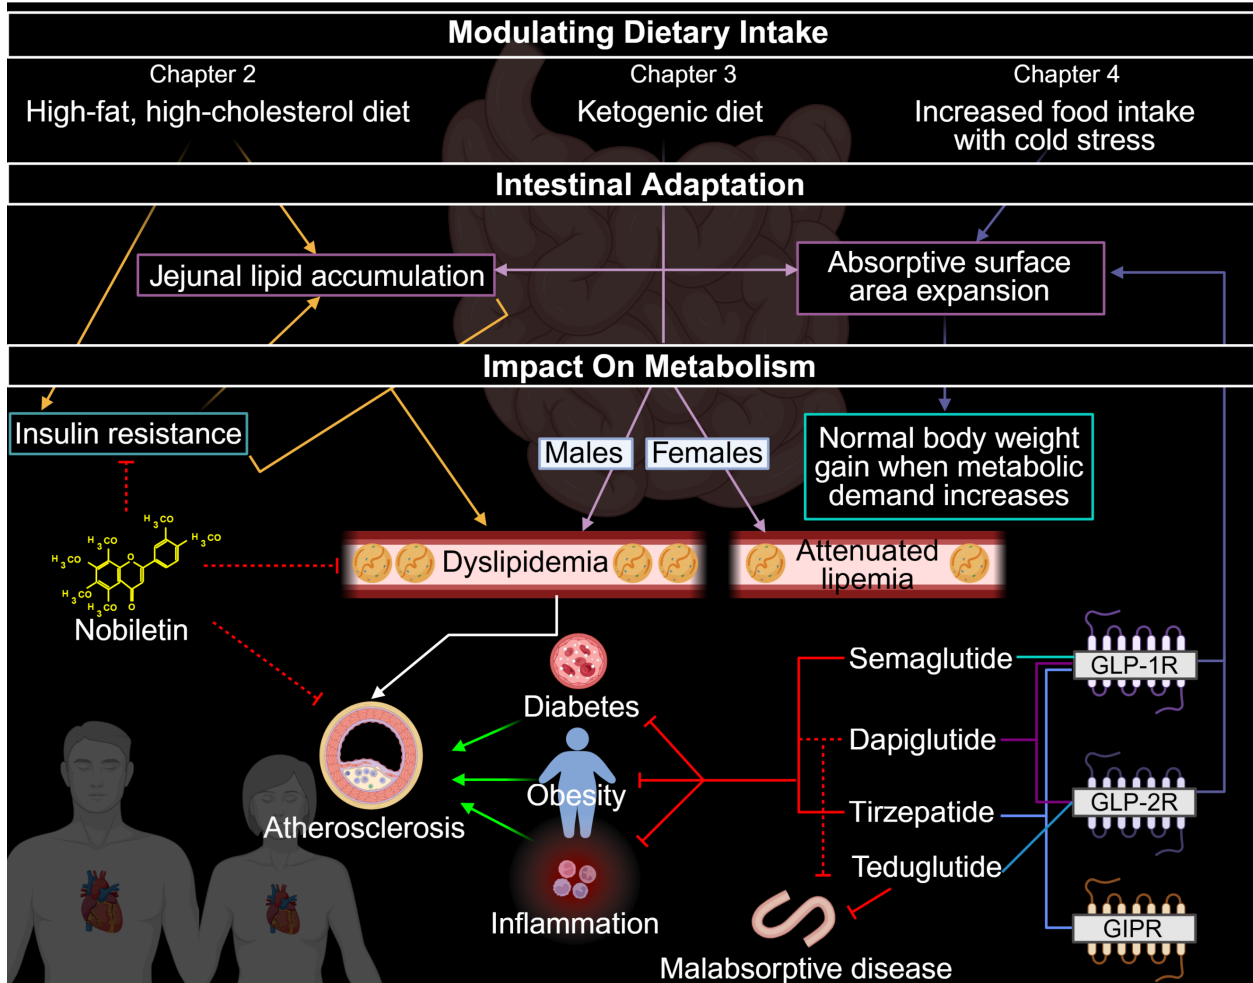 Modulating Dietary Intake
Chapter 2
High-fat, high-cholesterol diet
Chapter 3
Ketogenic diet
Chapter 4
Increased food intake
with cold stress
Intestinal Adaptation
Jejunal lipid accumulation
Absorptive surface
area expansion
Impact On Metabolism
Insulin resistance
Males
Females
Normal body weight
gain when metabolic
demand increases
Dyslipidemia
Attenuated
lipemia
H₃CO
H₃CO
H₃CO
H₃CO
H₃CO
H₃CO
O
O
Nobiletin
Diabetes
Obesity
Inflammation
Atherosclerosis
Semaglutide
Dapiglutide
Tirzepatide
Teduglutide
Malabsorptive disease
GLP-1R
GLP-2R
GIPR